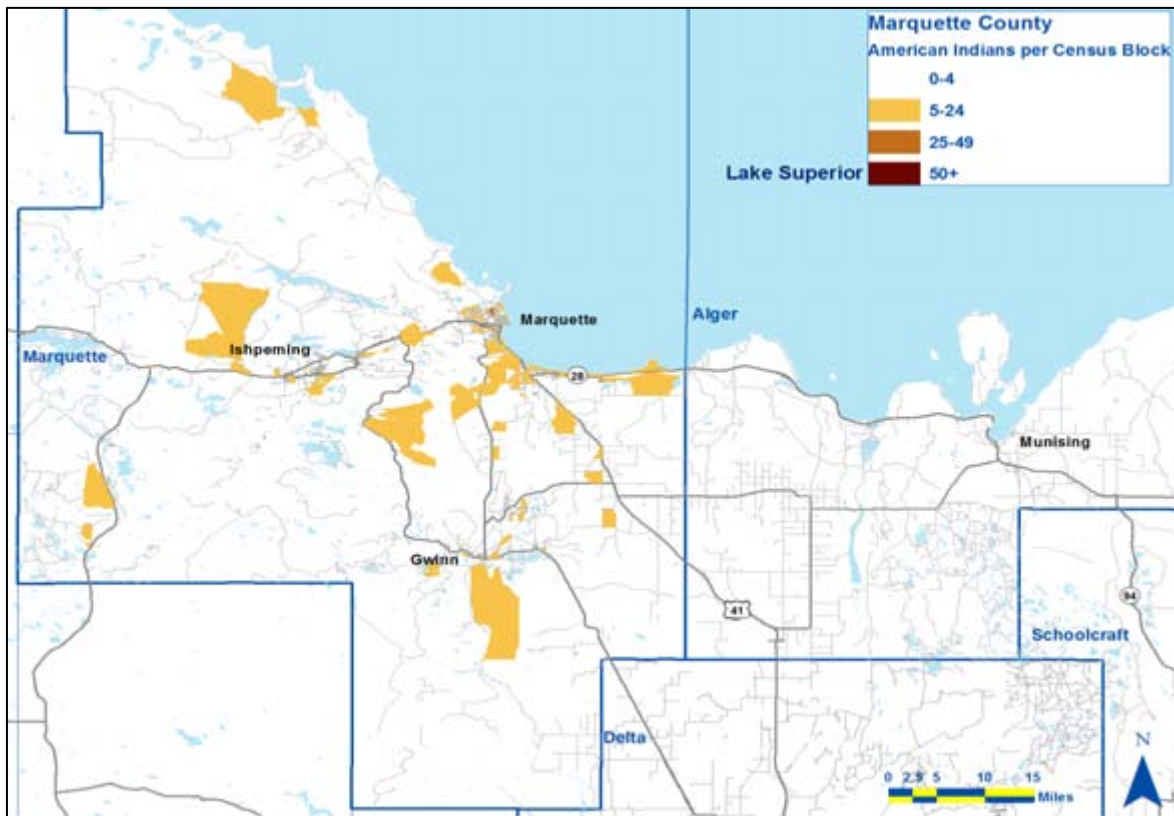 Marquette County
American Indians per Census Block
0-4
5-24
25-49
50+
Lake Superior
Marquette
Alger
Ishpeming
Marquette
28
Munising
Gwinn
41
94
Schoolcraft
Delta
N
0 2.5 5 10 15
Miles